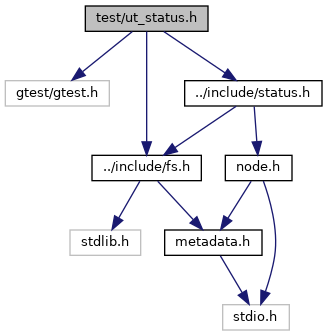 test/ut_status.h
gtest/gtest.h
../include/status.h
../include/fs.h
node.h
stdlib.h
metadata.h
stdio.h